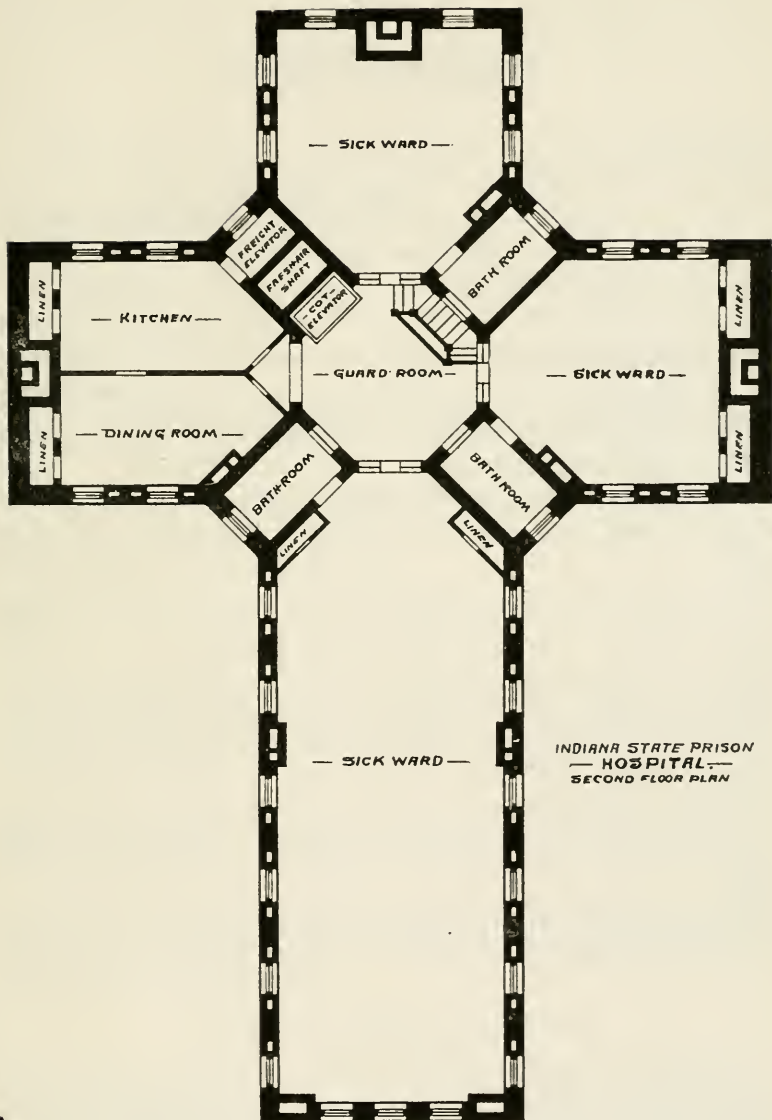 — SICK WARD —
FREIGHT
ELEVATOR
FRESH-AIR
SHAFT
— COT —
ELEVATOR
BATH ROOM
LINEN
— KITCHEN —
— GUARD ROOM —
— SICK WARD —
LINEN
— DINING ROOM —
LINEN
BATH ROOM
BATH ROOM
LINEN
LINEN
LINEN
— SICK WARD —
INDIANA STATE PRISON
— HOSPITAL. —
SECOND FLOOR PLAN